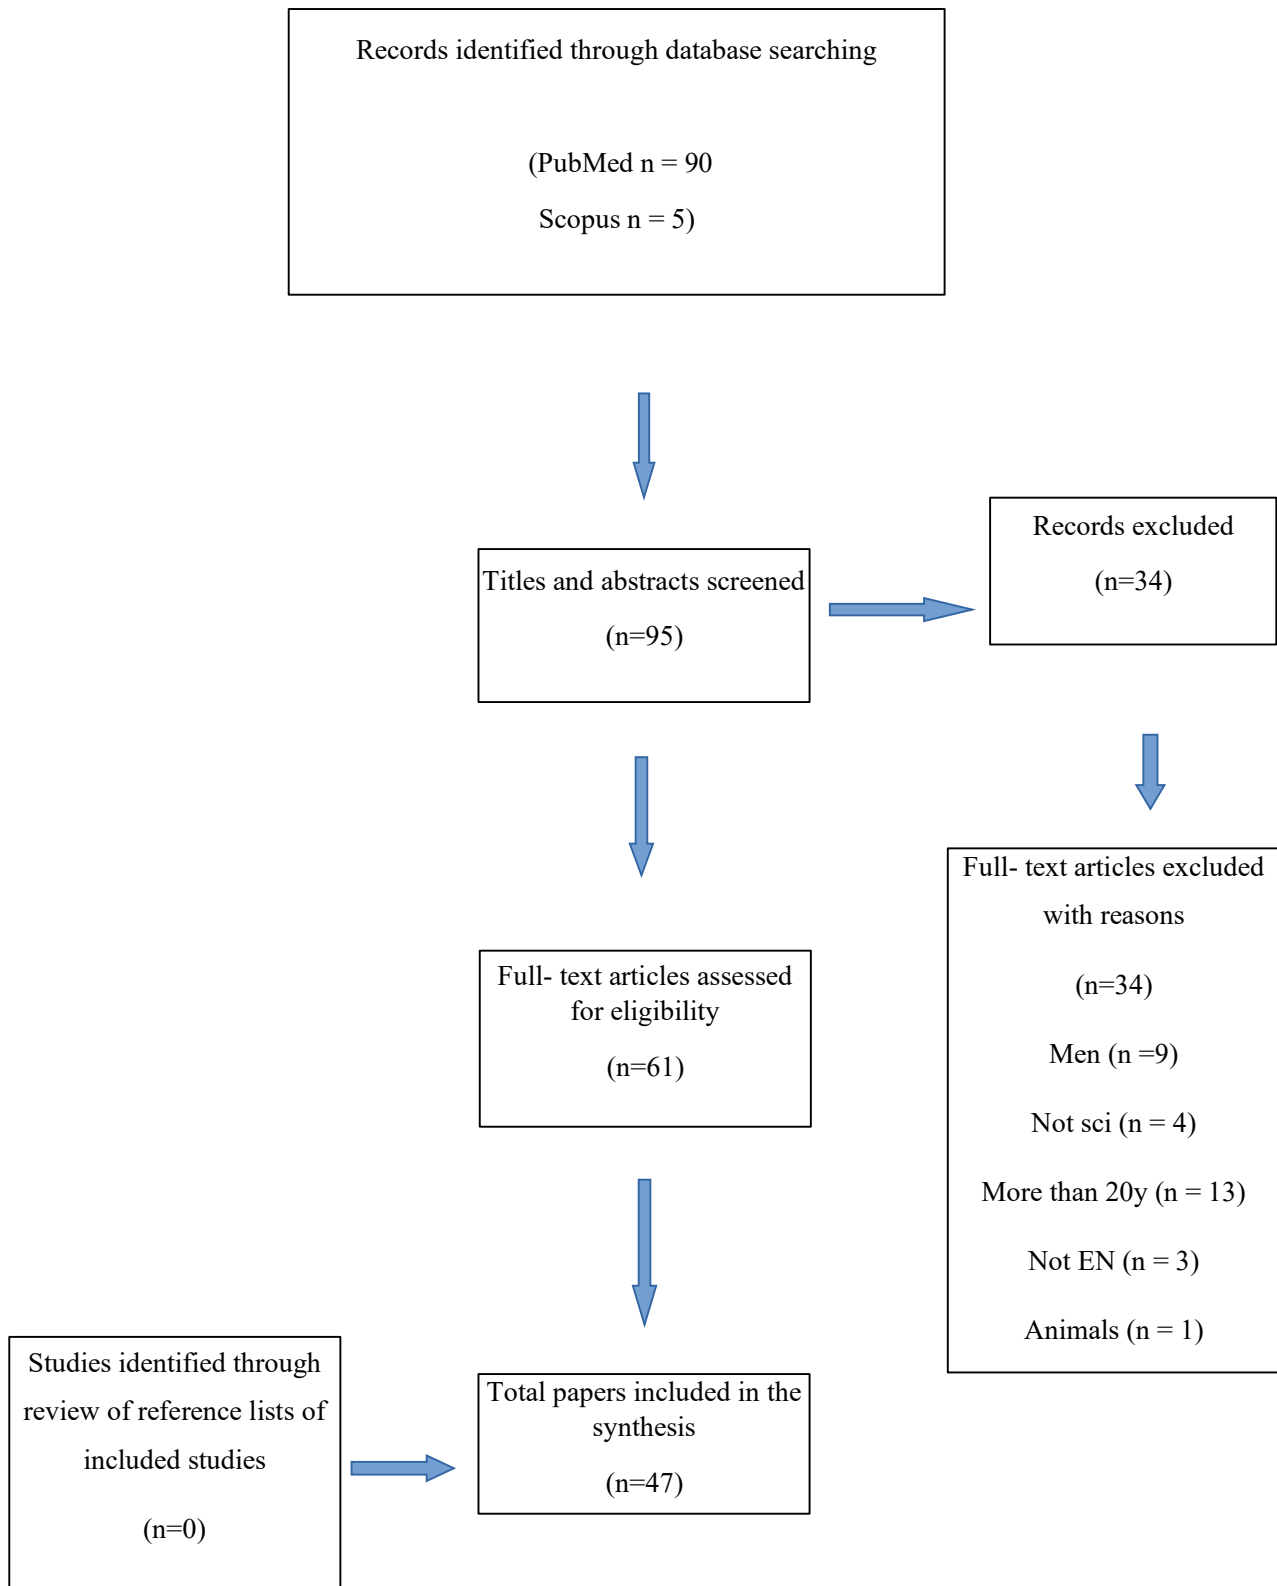 Records identified through database searching
(PubMed n = 90
Scopus n = 5)
Titles and abstracts screened
(n=95)
Records excluded
(n=34)
Full- text articles assessed
for eligibility
(n=61)
Full- text articles excluded
with reasons
(n=34)
Men (n =9)
Not sci (n = 4)
More than 20y (n = 13)
Not EN (n = 3)
Animals (n = 1)
Studies identified through
review of reference lists of
included studies
(n=0)
Total papers included in the
synthesis
(n=47)